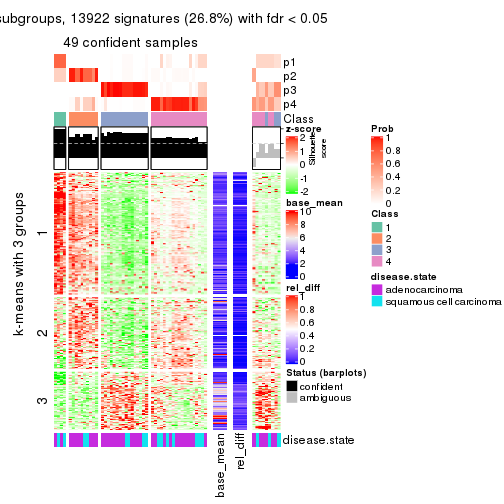 subgroups, 13922 signatures (26.8%) with fdr < 0.05
49 confident samples
p1
p2
p3
p4
Class
Silhouette
score
k-means with 3 groups
1
2
3
disease.state
base_mean
rel_diff
z-score
2
1
0
-1
-2
base_mean
10
8
6
4
2
0
rel_diff
1
0.8
0.6
0.4
0.2
0
Status (barplots)
confident
ambiguous
Prob
1
0.8
0.6
0.4
0.2
0
Class
1
2
3
4
disease.state
adenocarcinoma
squamous cell carcinoma